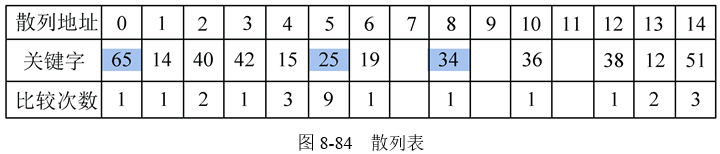 散列地址 0 1 2 3 4 5 6 7 8 9 10 11 12 13 14
关键字 65 14 40 42 15 25 19 34 36 38 12 51
比较次数 1 1 2 1 3 9 1 1 1 1 2 3
图 8-84 散列表